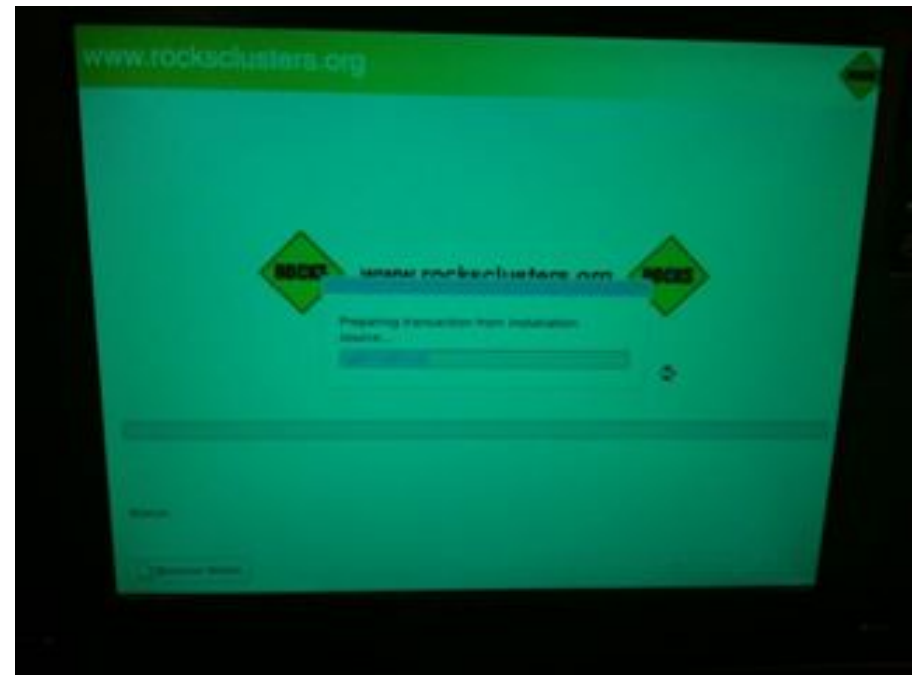 www.rocksclusters.org
ROCKS www.rocksclusters.org ROCKS
Preparing transaction from installation
source...